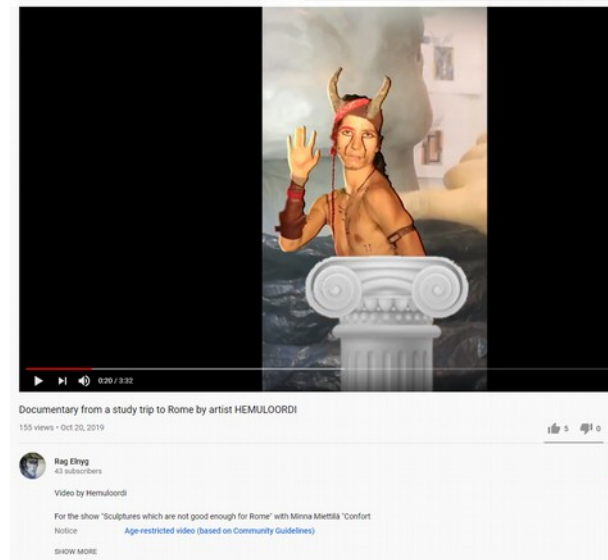 0:20 / 3:32
Documentary from a study trip to Rome by artist HEMULOORDI
155 views • Oct 20, 2019
5
0
Rag Elnyg
43 subscribers
Video by Hemuloordi
For the show "Sculptures which are not good enough for Rome" with Minna Miettilä "Confort
Notice Age-restricted video (based on Community Guidelines)
SHOW MORE